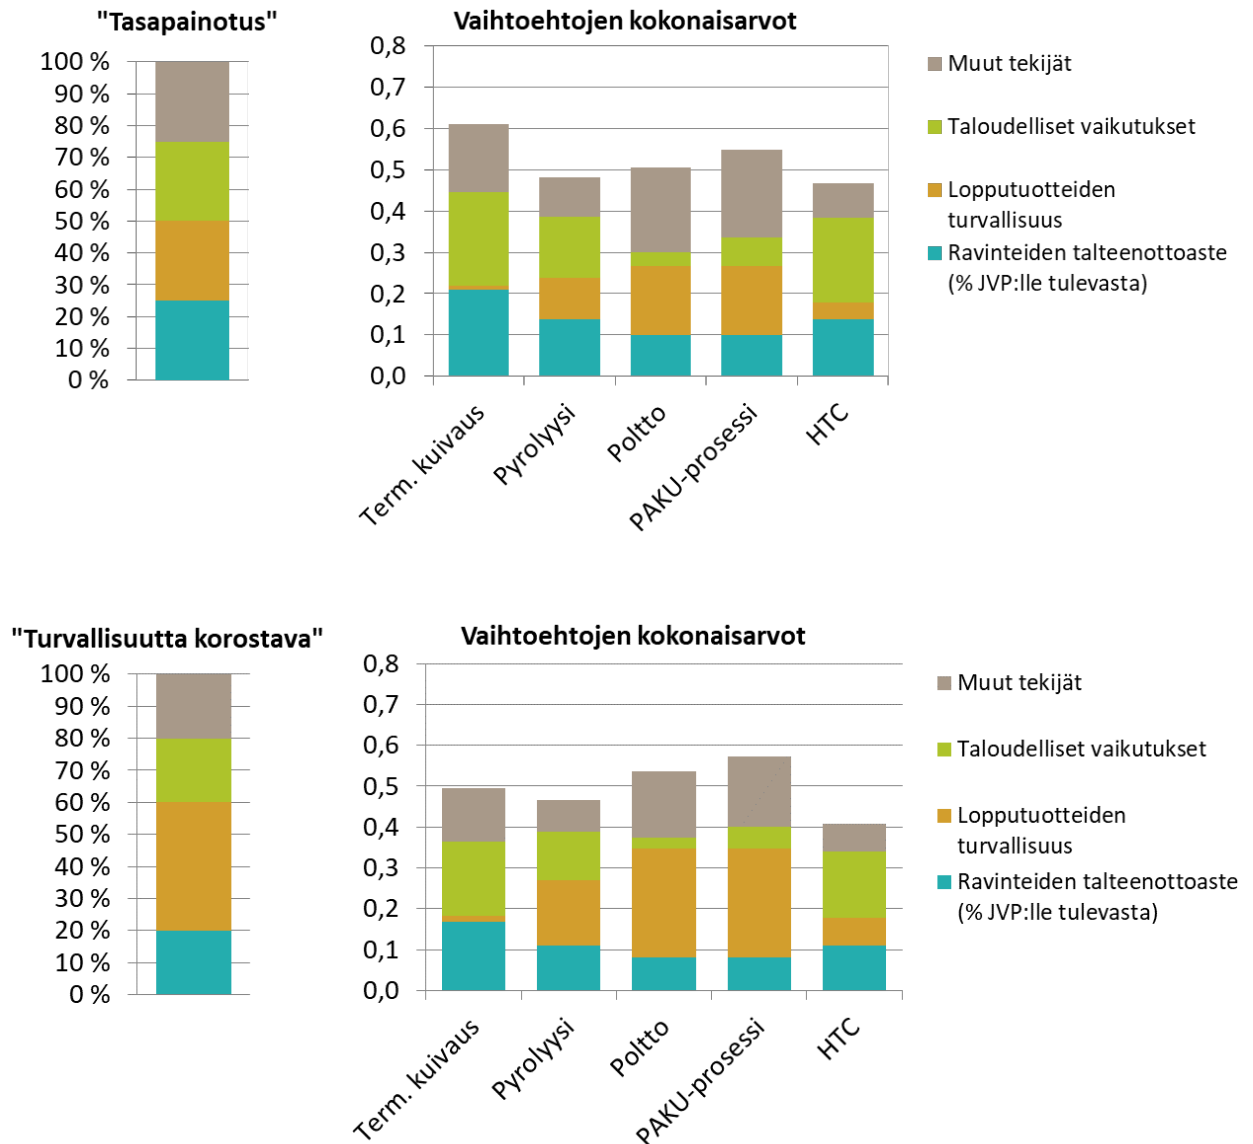 "Tasapainotus"
100 %
90 %
80 %
70 %
60 %
50 %
40 %
30 %
20 %
10 %
0 %
Vaihtoehtojen kokonaisarvot
0,8
0,7
0,6
0,5
0,4
0,3
0,2
0,1
0,0
Term. kuivaus
Pyrolyysi
Poltto
PAKU-prosessi
HTC
Muut tekijät
Taloudelliset vaikutukset
Lopputuotteiden
turvallisuus
Ravinteiden talteenottoaste
(% JVP:lle tulevasta)
"Turvallisuutta korostava"
100 %
90 %
80 %
70 %
60 %
50 %
40 %
30 %
20 %
10 %
0 %
Vaihtoehtojen kokonaisarvot
0,8
0,7
0,6
0,5
0,4
0,3
0,2
0,1
0,0
Term. kuivaus
Pyrolyysi
Poltto
PAKU-prosessi
HTC
Muut tekijät
Taloudelliset vaikutukset
Lopputuotteiden
turvallisuus
Ravinteiden talteenottoaste
(% JVP:lle tulevasta)